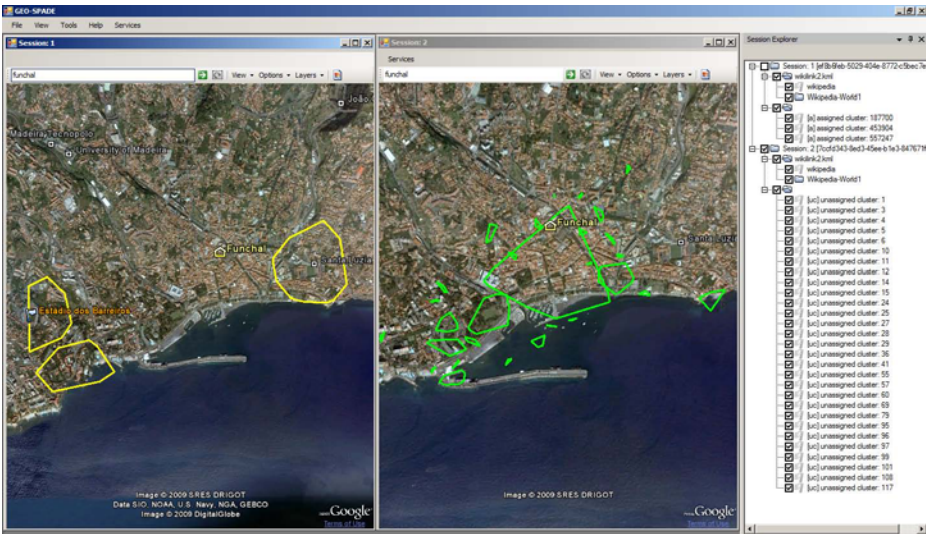 GEO-SPADE
File View Tools Help Services
Session: 1
funchal
View Options Layers
João
Madeira Tecnopolo
University of Madeira
Funchal
Santa Luzia
Estádio dos Barreiros
Image © 2009 SRES DRIGOT
Data SIO, NOAA, U.S. Navy, NGA, GEBCO
Image © 2009 DigitalGlobe
Google
Terms of Use
Session: 2
Services
funchal
View Options Layers
Funchal
Santa Luzia
Image © 2009 SRES DRIGOT
Google
Terms of Use
Session Explorer
Session: 1
wikilink2.kml
wikipedia
Wikipedia-World1
[a] assigned cluster: 187700
[a] assigned cluster: 453904
[a] assigned cluster: 557247
Session: 2
wikilink2.kml
wikipedia
Wikipedia-World1
[uc] unassigned cluster: 1
[uc] unassigned cluster: 3
[uc] unassigned cluster: 4
[uc] unassigned cluster: 5
[uc] unassigned cluster: 6
[uc] unassigned cluster: 10
[uc] unassigned cluster: 11
[uc] unassigned cluster: 12
[uc] unassigned cluster: 14
[uc] unassigned cluster: 15
[uc] unassigned cluster: 24
[uc] unassigned cluster: 25
[uc] unassigned cluster: 27
[uc] unassigned cluster: 28
[uc] unassigned cluster: 29
[uc] unassigned cluster: 36
[uc] unassigned cluster: 41
[uc] unassigned cluster: 55
[uc] unassigned cluster: 57
[uc] unassigned cluster: 60
[uc] unassigned cluster: 69
[uc] unassigned cluster: 79
[uc] unassigned cluster: 95
[uc] unassigned cluster: 96
[uc] unassigned cluster: 97
[uc] unassigned cluster: 99
[uc] unassigned cluster: 101
[uc] unassigned cluster: 108
[uc] unassigned cluster: 117